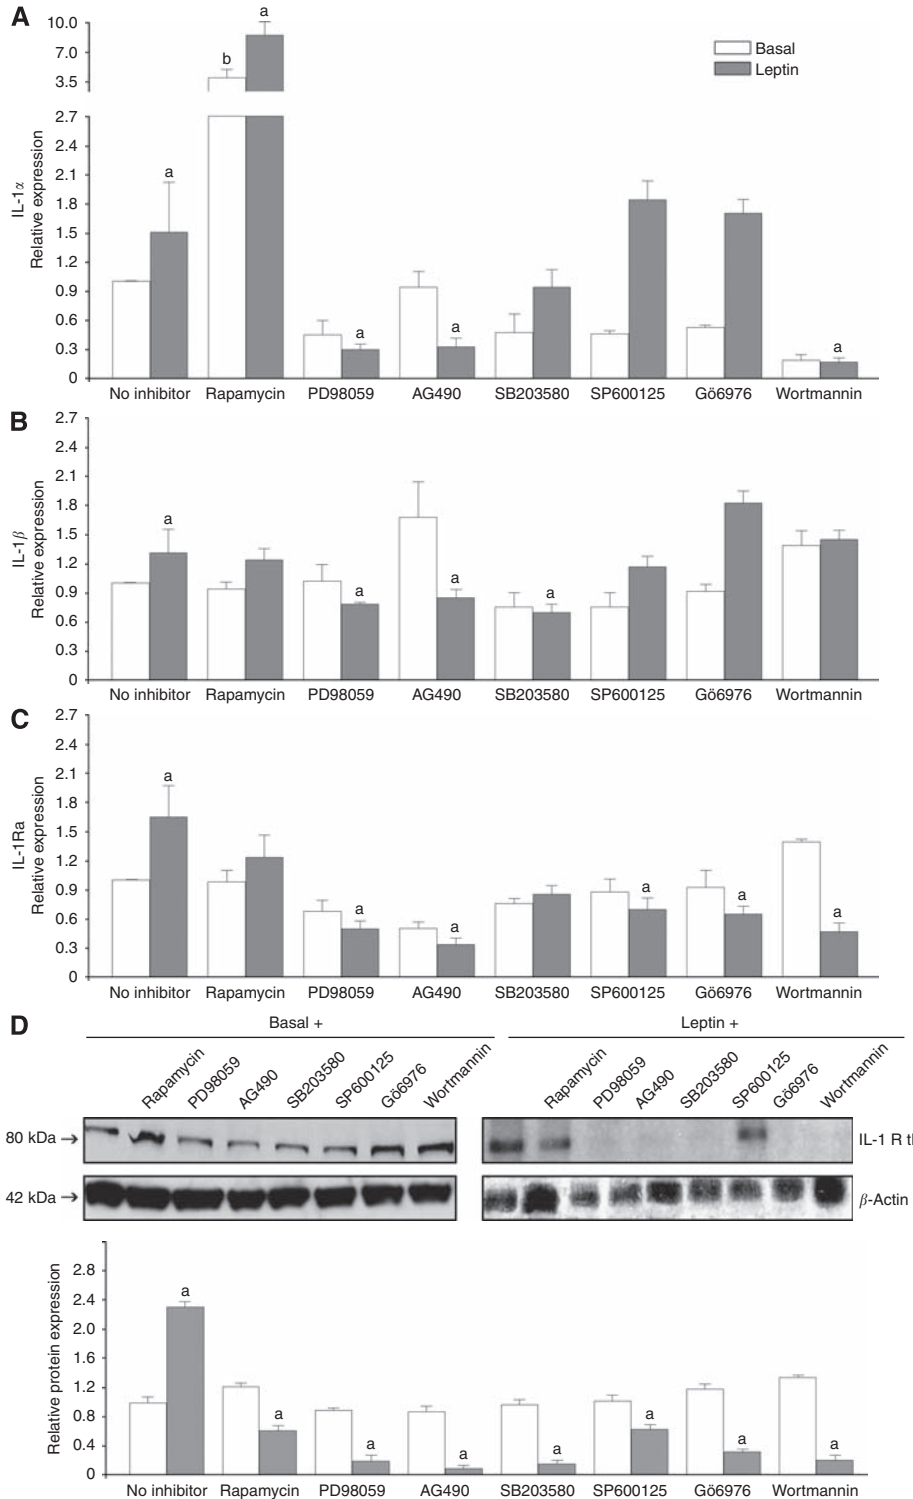 A
10.0
7.0
3.5
2.7
2.4
2.1
1.8
1.5
1.2
0.9
0.6
0.3
0
IL-1α
Relative expression
Basal
Leptin
a
b
a
a
a
a
No inhibitor Rapamycin PD98059 AG490 SB203580 SP600125 Gö6976 Wortmannin
B
2.7
2.4
2.1
1.8
1.5
1.2
0.9
0.6
0.3
0
IL-1β
Relative expression
a
a
a
a
No inhibitor Rapamycin PD98059 AG490 SB203580 SP600125 Gö6976 Wortmannin
C
2.7
2.4
2.1
1.8
1.5
1.2
0.9
0.6
0.3
0
IL-1Ra
Relative expression
a
a
a
a
a
a
No inhibitor Rapamycin PD98059 AG490 SB203580 SP600125 Gö6976 Wortmannin
D
Basal + Leptin +
Rapamycin PD98059 AG490 SB203580 SP600125 Gö6976 Wortmannin Rapamycin PD98059 AG490 SB203580 SP600125 Gö6976 Wortmannin
80 kDa → IL-1 R t
42 kDa → β-Actin
2.8
2.4
2.0
1.6
1.2
0.8
0.4
0
Relative protein expression
a
a
a
a
a
a
a
a
No inhibitor Rapamycin PD98059 AG490 SB203580 SP600125 Gö6976 Wortmannin